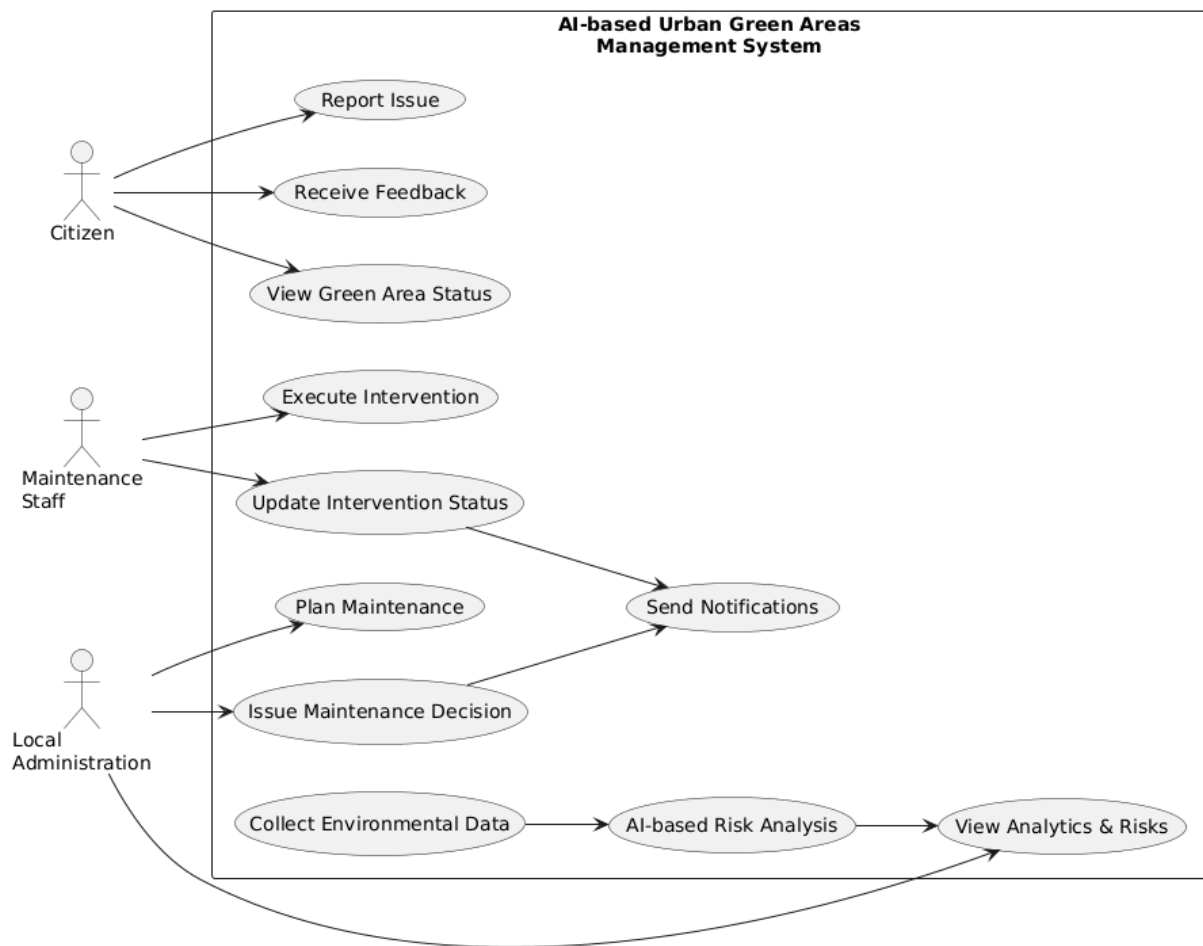 AI-based Urban Green Areas
Management System
Report Issue
Receive Feedback
Citizen
View Green Area Status
Execute Intervention
Maintenance
Staff
Update Intervention Status
Plan Maintenance
Send Notifications
Local
Administration
Issue Maintenance Decision
Collect Environmental Data
AI-based Risk Analysis
View Analytics & Risks